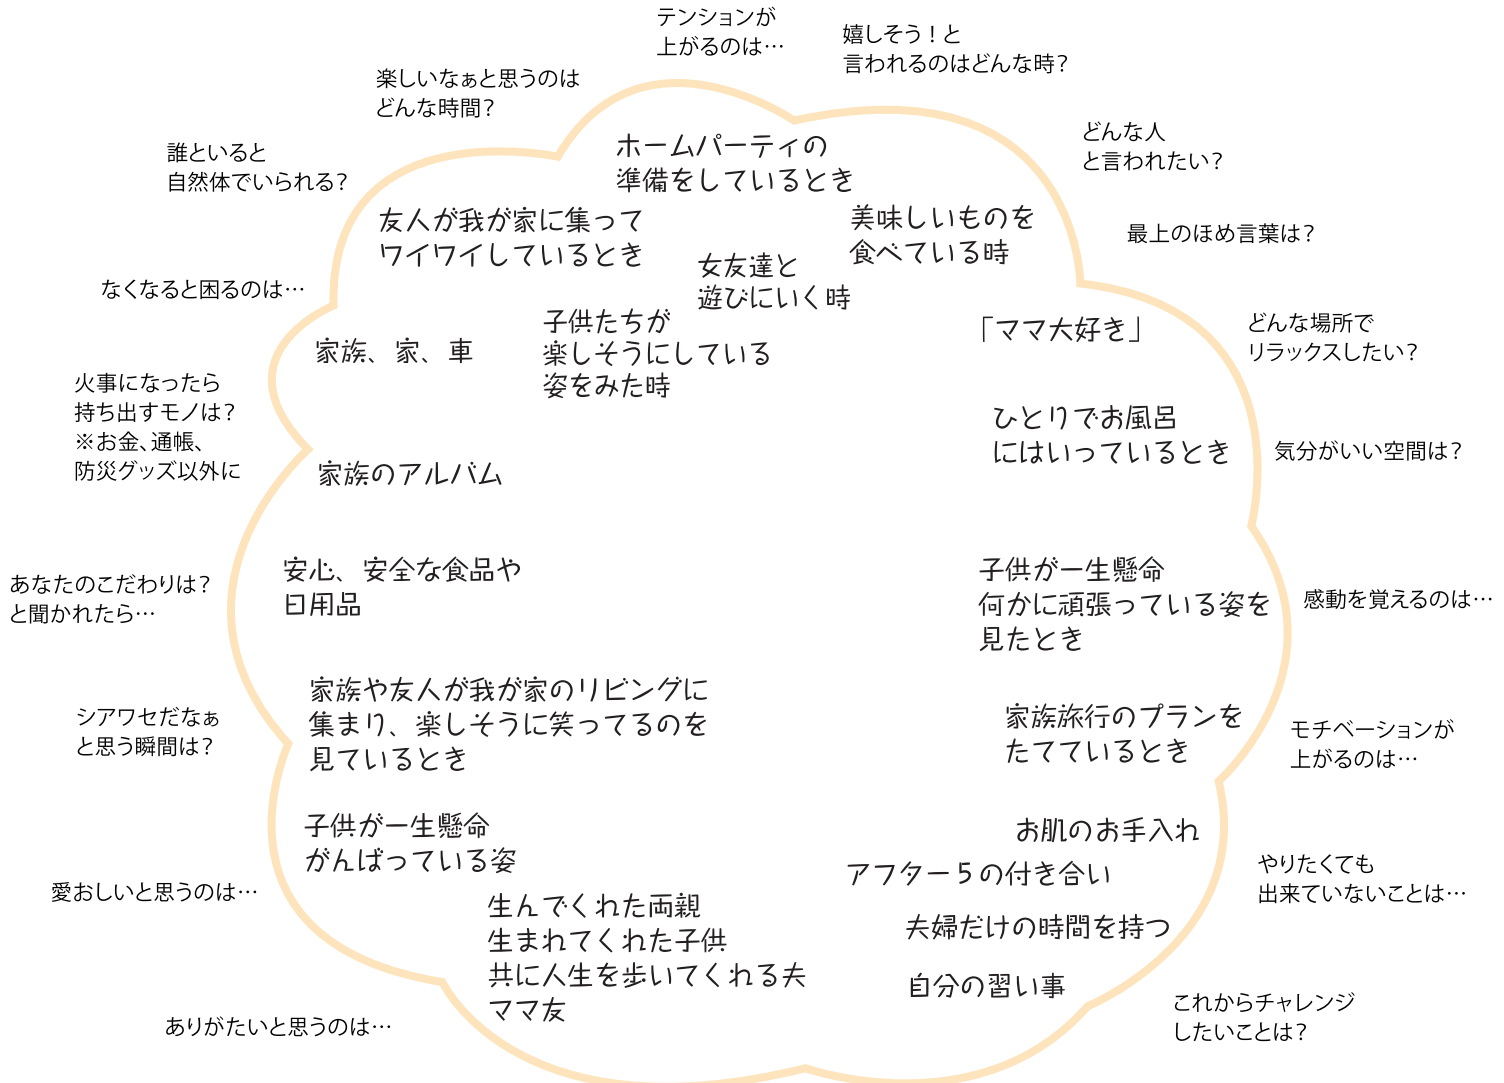 テンションが
上がるのは…
嬉しそう！と
言われるのはどんな時？
楽しいなぁと思うのは
どんな時間？
どんな人
と言われたい？
誰といると
自然体でいられる？
ホームパーティの
準備をしているとき
友人が我が家に集って
ワイワイしているとき
美味しいものを
食べている時
最上のほめ言葉は？
女友達と
遊びにいく時
なくなると困るのは…
子供たちが
楽しそうにしている
姿をみた時
家族、家、車
「ママ大好き」
どんな場所で
リラックスしたい？
火事になったら
持ち出すモノは？
※お金、通帳、
防災グッズ以外に
家族のアルバム
ひとりでお風呂
にはいっているとき
気分がいい空間は？
あなたのこだわりは？
と聞かれたら…
安心、安全な食品や
日用品
子供が一生懸命
何かに頑張っている姿を
見たとき
感動を覚えるのは…
シアワセだなぁ
と思う瞬間は？
家族や友人が我が家のリビングに
集まり、楽しそうに笑ってるのを
見ているとき
家族旅行のプランを
たてているとき
モチベーションが
上がるのは…
子供が一生懸命
がんばっている姿
愛おしいと思うのは…
お肌のお手入れ
アフター５の付き合い
夫婦だけの時間を持つ
自分の習い事
やりたくても
出来ていないことは…
生んでくれた両親
生まれてくれた子供
共に人生を歩いてくれる夫
ママ友
ありがたいと思うのは…
これからチャレンジ
したいことは？